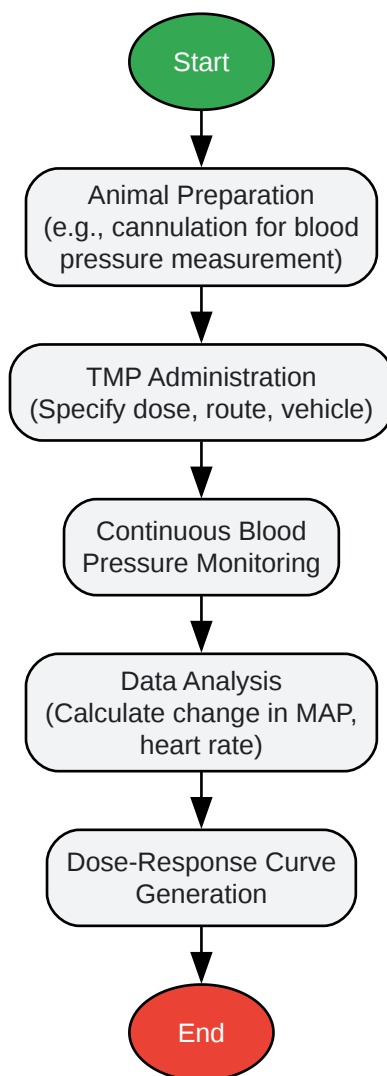 Start
Animal Preparation
(e.g., cannulation for blood
pressure measurement)
TMP Administration
(Specify dose, route, vehicle)
Continuous Blood
Pressure Monitoring
Data Analysis
(Calculate change in MAP,
heart rate)
Dose-Response Curve
Generation
End